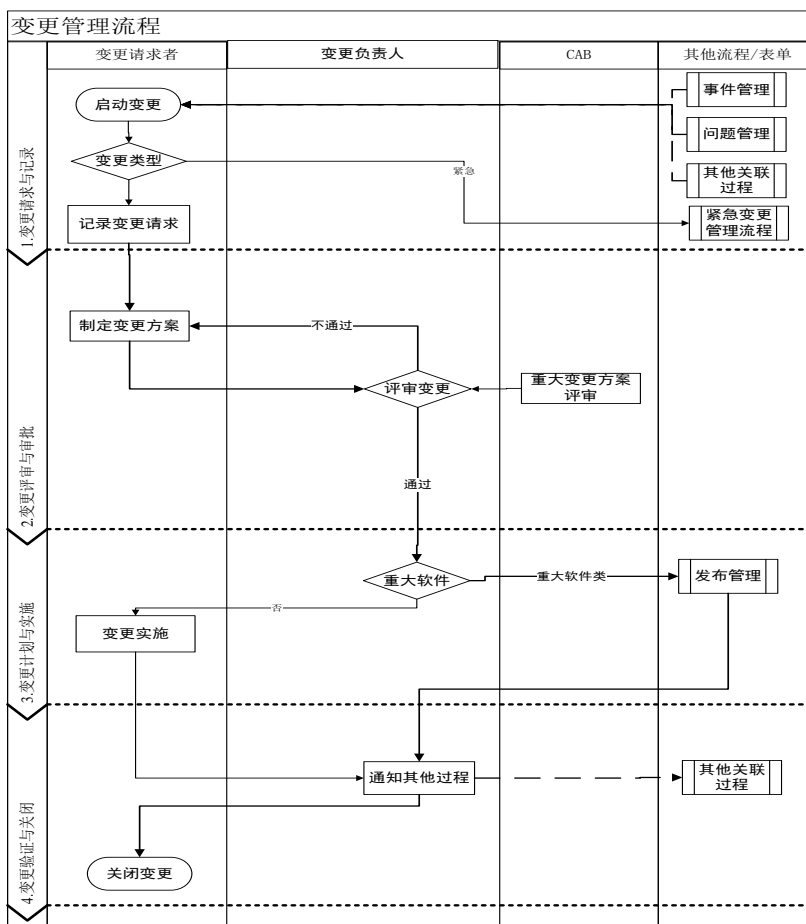 变更管理流程
变更请求者
变更负责人
CAB
其他流程/表单
1.变更请求与记录
启动变更
事件管理
问题管理
变更类型
紧急
其他关联
过程
记录变更请求
紧急变更
管理流程
2.变更评审与审批
制定变更方案
不通过
评审变更
重大变更方案
评审
通过
3.变更计划与实施
重大软件
重大软件类
发布管理
否
变更实施
4.变更验证与关闭
通知其他过程
其他关联
过程
关闭变更